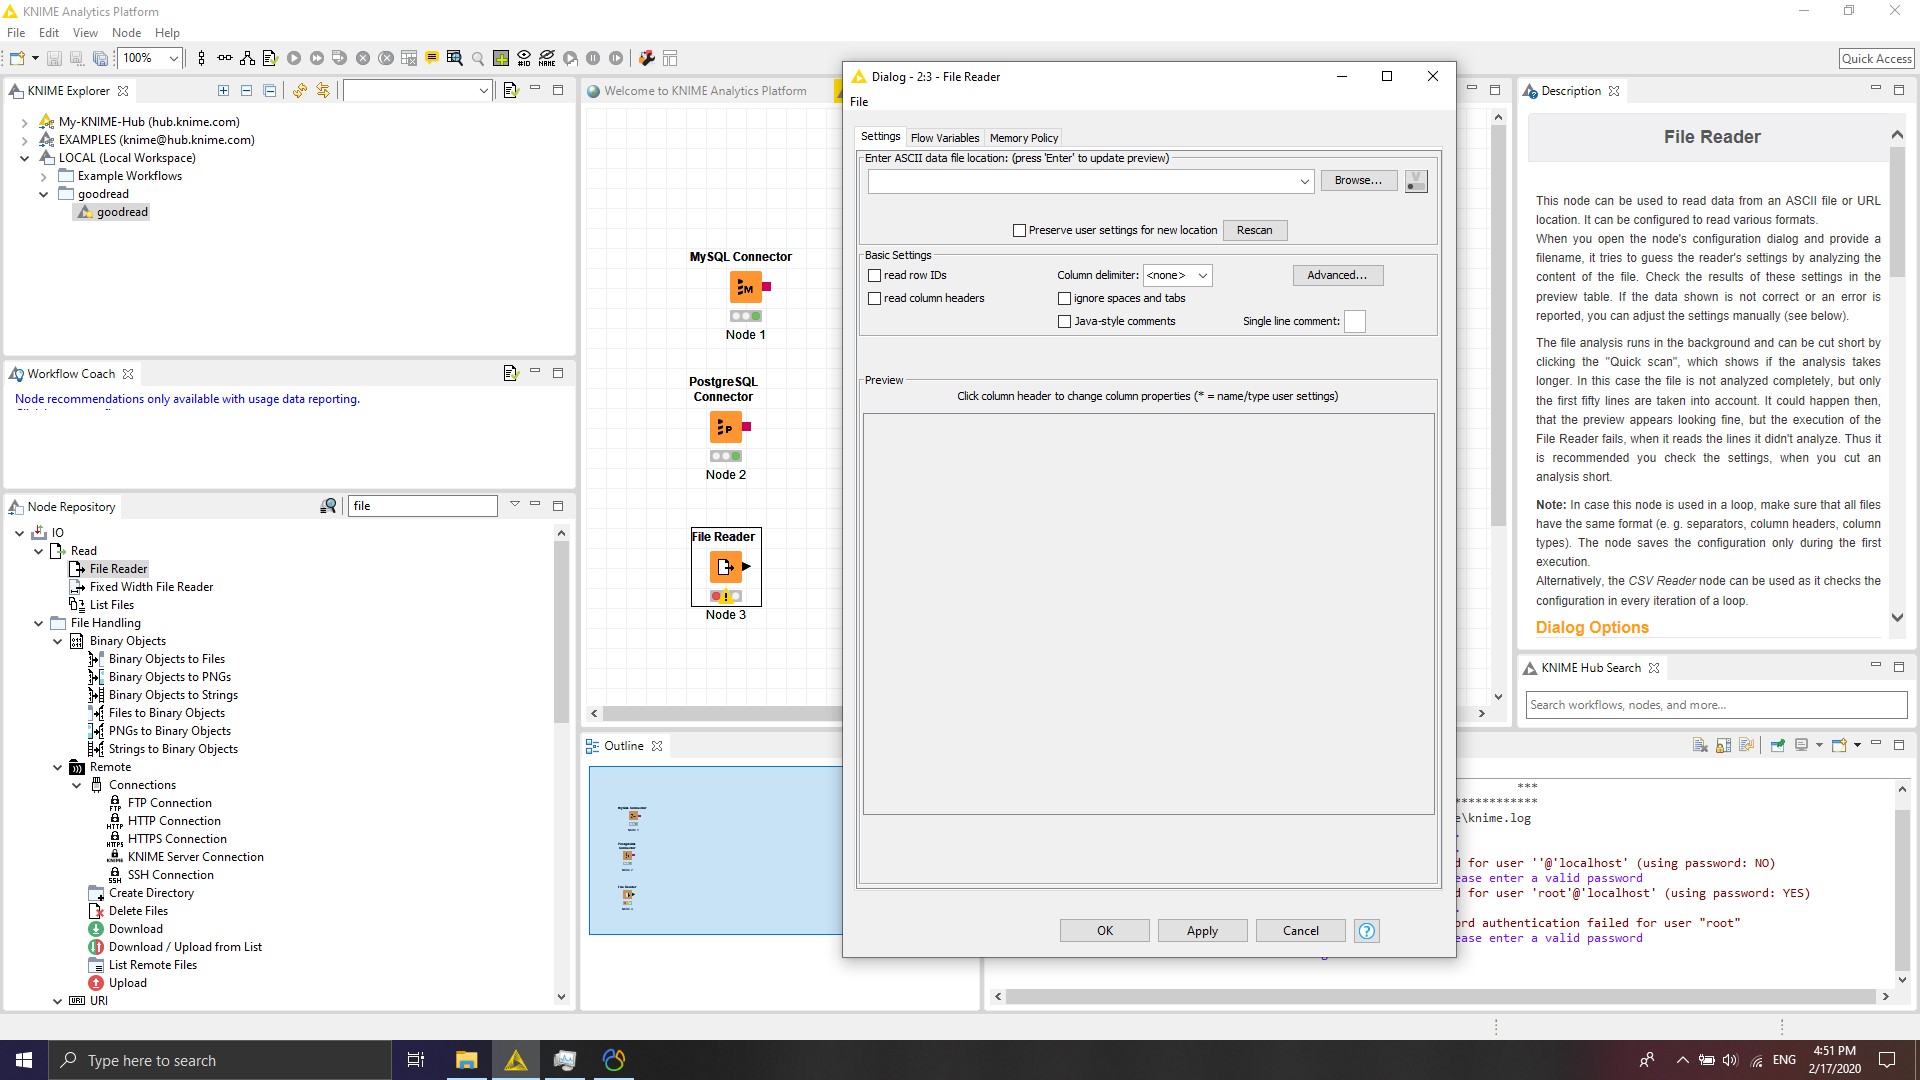 KNIME Analytics Platform
File Edit View Node Help
100%
Quick Access
KNIME Explorer
My-KNIME-Hub (hub.knime.com)
EXAMPLES (knime@hub.knime.com)
LOCAL (Local Workspace)
Example Workflows
goodread
goodread
Workflow Coach
Node recommendations only available with usage data reporting.
Node Repository
file
IO
Read
File Reader
Fixed Width File Reader
List Files
File Handling
Binary Objects
Binary Objects to Files
Binary Objects to PNGs
Binary Objects to Strings
Files to Binary Objects
PNGs to Binary Objects
Strings to Binary Objects
Remote
Connections
FTP Connection
HTTP Connection
HTTPS Connection
KNIME Server Connection
SSH Connection
Create Directory
Delete Files
Download
Download / Upload from List
List Remote Files
Upload
URI
Welcome to KNIME Analytics Platform
MySQL Connector
Node 1
PostgreSQL
Connector
Node 2
File Reader
Node 3
Outline
Dialog - 2:3 - File Reader
File
Settings Flow Variables Memory Policy
Enter ASCII data file location: (press 'Enter' to update preview)
Browse...
Preserve user settings for new location Rescan
Basic Settings
read row IDs Column delimiter: <none> Advanced...
read column headers ignore spaces and tabs
Java-style comments Single line comment:
Preview
Click column header to change column properties (* = name/type user settings)
OK Apply Cancel
Description
File Reader
This node can be used to read data from an ASCII file or URL
location. It can be configured to read various formats.
When you open the node's configuration dialog and provide a
filename, it tries to guess the reader's settings by analyzing the
content of the file. Check the results of these settings in the
preview table. If the data shown is not correct or an error is
reported, you can adjust the settings manually (see below).
The file analysis runs in the background and can be cut short by
clicking the "Quick scan", which shows if the analysis takes
longer. In this case the file is not analyzed completely, but only
the first fifty lines are taken into account. It could happen then,
that the preview appears looking fine, but the execution of the
File Reader fails, when it reads the lines it didn't analyze. Thus it
is recommended you check the settings, when you cut an
analysis short.
Note: In case this node is used in a loop, make sure that all files
have the same format (e. g. separators, column headers, column
types). The node saves the configuration only during the first
execution.
Alternatively, the CSV Reader node can be used as it checks the
configuration in every iteration of a loop.
Dialog Options
KNIME Hub Search
Search workflows, nodes, and more...
***
************
e\knime.log
d for user ''@'localhost' (using password: NO)
ease enter a valid password
d for user 'root'@'localhost' (using password: YES)
ord authentication failed for user "root"
ease enter a valid password
Type here to search
ENG
4:51 PM
2/17/2020